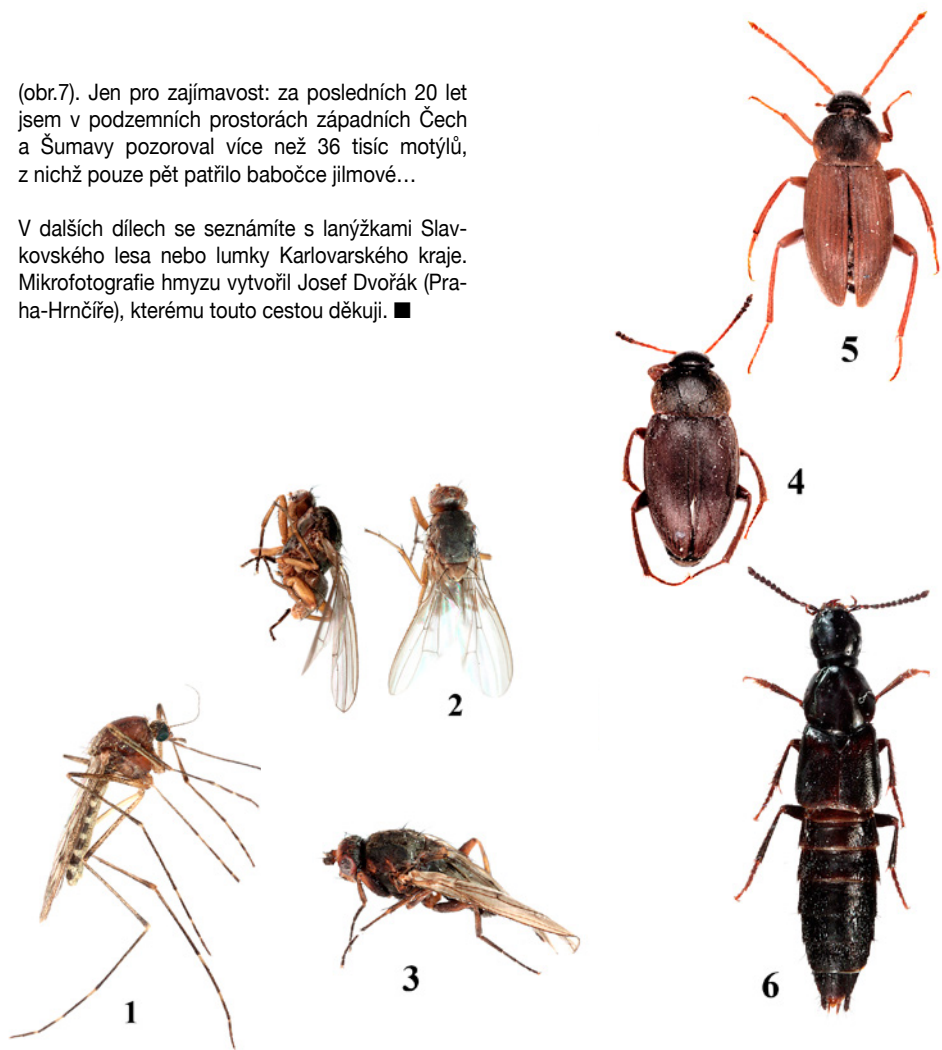 (obr.7). Jen pro zajímavost: za posledních 20 let
jsem v podzemních prostorách západních Čech
a Šumavy pozoroval více než 36 tisíc motýlů,
z nichž pouze pět patřilo babočce jilmové…
V dalších dílech se seznámíte s lanýžkami Slav-
kovského lesa nebo lumky Karlovarského kraje.
Mikrofotografie hmyzu vytvořil Josef Dvořák (Pra-
ha-Hrnčíře), kterému touto cestou děkuji. ■
5
4
2
1
3
6